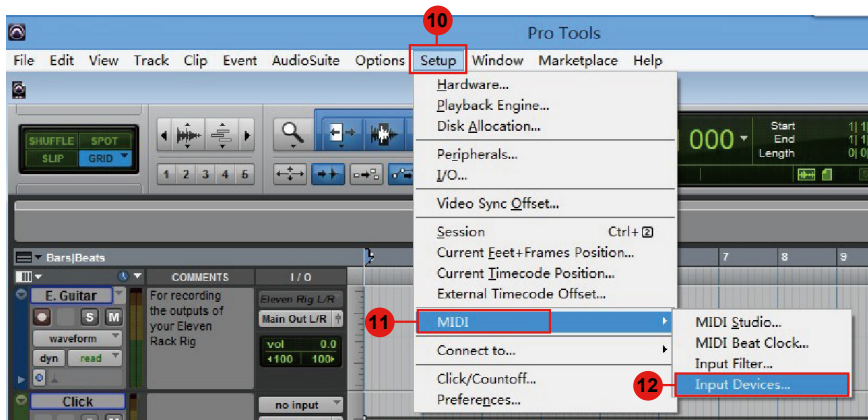 10
Pro Tools
File Edit View Track Clip Event AudioSuite Options Setup Window Marketplace Help
Hardware...
Playback Engine...
Disk Allocation...
Peripherals...
I/O...
Video Sync Offset...
Session Ctrl+2
Current Feet+Frames Position...
Current Timecode Position...
External Timecode Offset...
11 MIDI
Connect to...
Click/Countoff...
Preferences...
MIDI Studio...
MIDI Beat Clock...
Input Filter...
12 Input Devices...
SHUFFLE SPOT
SLIP GRID
1 2 3 4 5
000
Start
End
Length
Bars|Beats
7 8 9
COMMENTS I / O
E. Guitar
S M
waveform
dyn read
For recording
the outputs of
your Eleven
Rack Rig
Eleven Rig L/R
Main Out L/R
vol 0.0
100 100
Click
no input